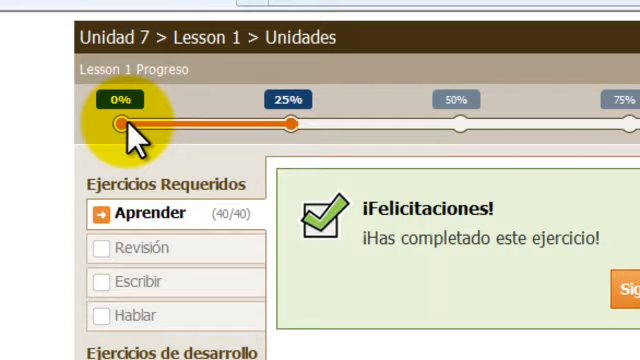 Unidad 7 > Lesson 1 > Unidades
Lesson 1 Progreso
0% 25% 50% 75%
Ejercicios Requeridos
Aprender (40/40)
Revisión
Escribir
Hablar
Ejercicios de desarrollo
¡Felicitaciones!
¡Has completado este ejercicio!